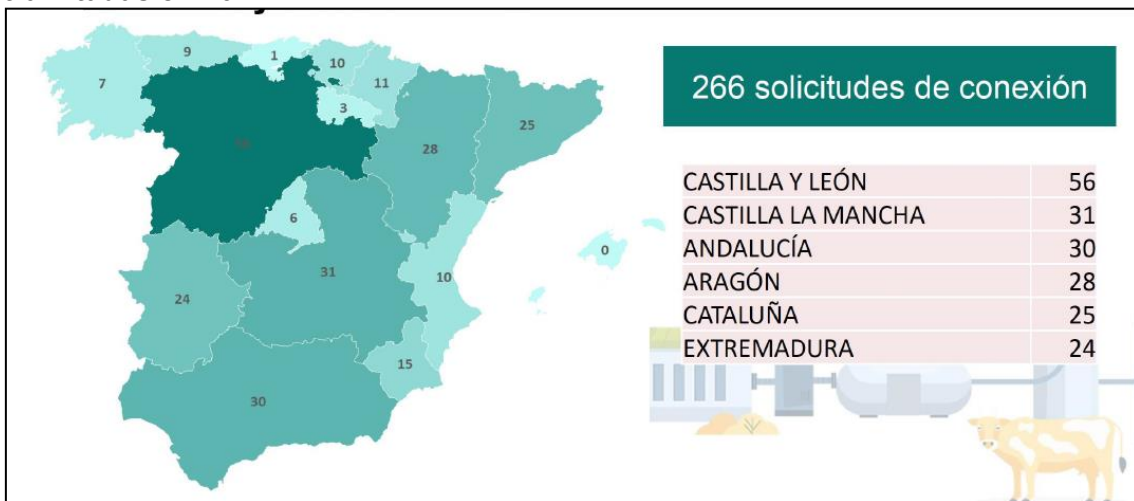 9
1
10
7
11
3
25
28
6
0
31
10
24
15
30
266 solicitudes de conexión
CASTILLA Y LEÓN 56
CASTILLA LA MANCHA 31
ANDALUCÍA 30
ARAGÓN 28
CATALUÑA 25
EXTREMADURA 24